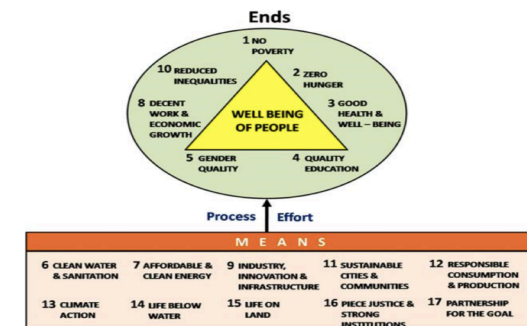 Ends
1 NO
POVERTY
10 REDUCED
INEQUALITIES
2 ZERO
HUNGER
8 DECENT
WORK &
ECONOMIC
GROWTH
WELL BEING
OF PEOPLE
3 GOOD
HEALTH &
WELL – BEING
5 GENDER
QUALITY
4 QUALITY
EDUCATION
Process Effort
MEANS
6 CLEAN WATER
& SANITATION
7 AFFORDABLE &
CLEAN ENERGY
9 INDUSTRY,
INNOVATION &
INFRASTRUCTURE
11 SUSTAINABLE
CITIES &
COMMUNITIES
12 RESPONSIBLE
CONSUMPTION
& PRODUCTION
13 CLIMATE
ACTION
14 LIFE BELOW
WATER
15 LIFE ON
LAND
16 PIECE JUSTICE &
STRONG
INSTITUTIONS
17 PARTNERSHIP
FOR THE GOAL